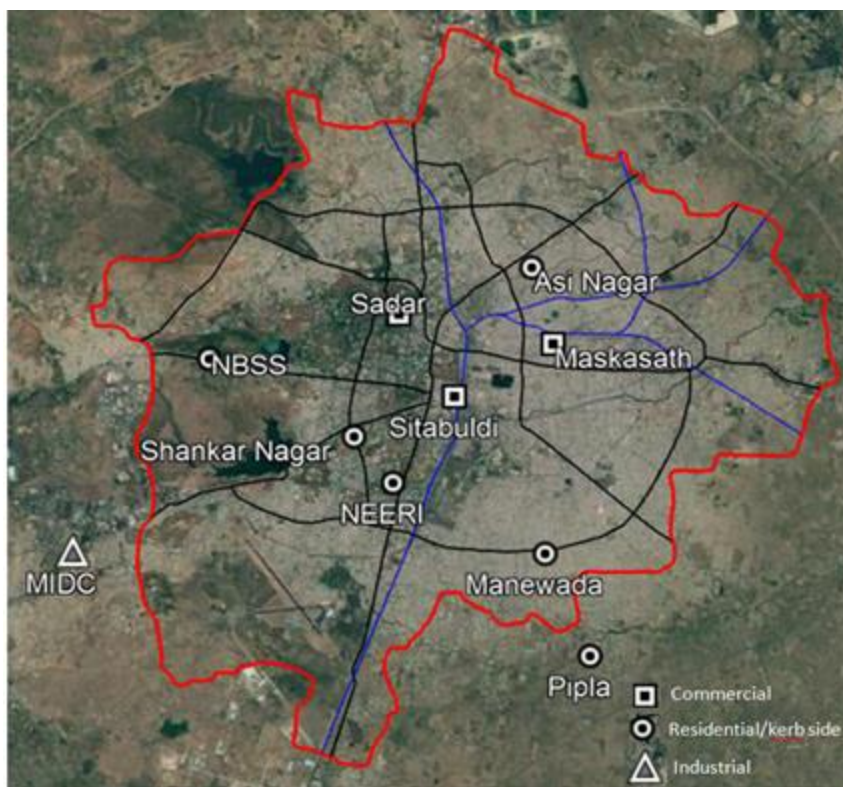 Asi Nagar
Sadar
Maskasath
NBSS
Sitabuldi
Shankar Nagar
NEERI
MIDC
Manewada
Pipla
Commercial
Residential/kerb side
Industrial